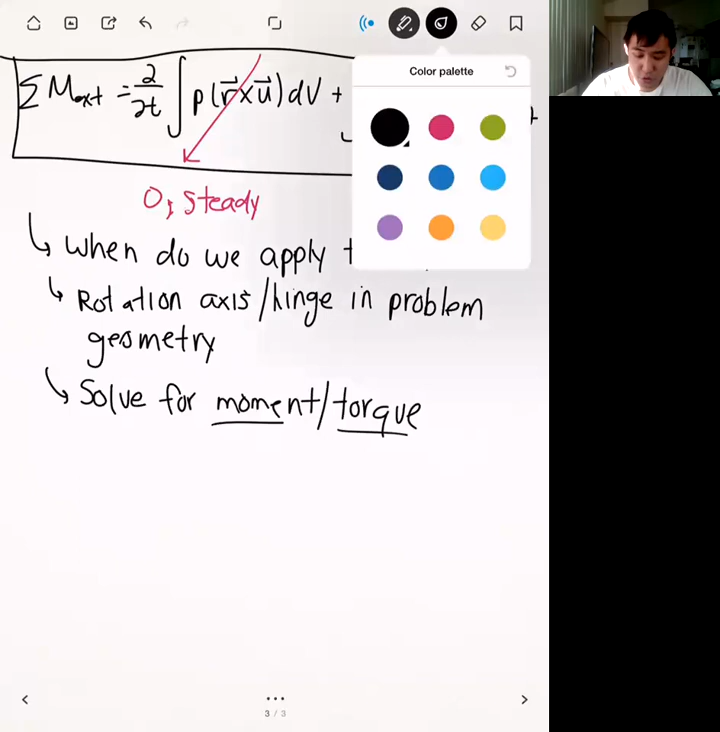 Color palette
∑ M_ext = ∂/∂t ∫ ρ(r⃗ × u⃗) dV +
0, steady
↳ When do we apply
↳ Rotation axis/hinge in problem
geometry
↳ Solve for moment/torque
3 / 3